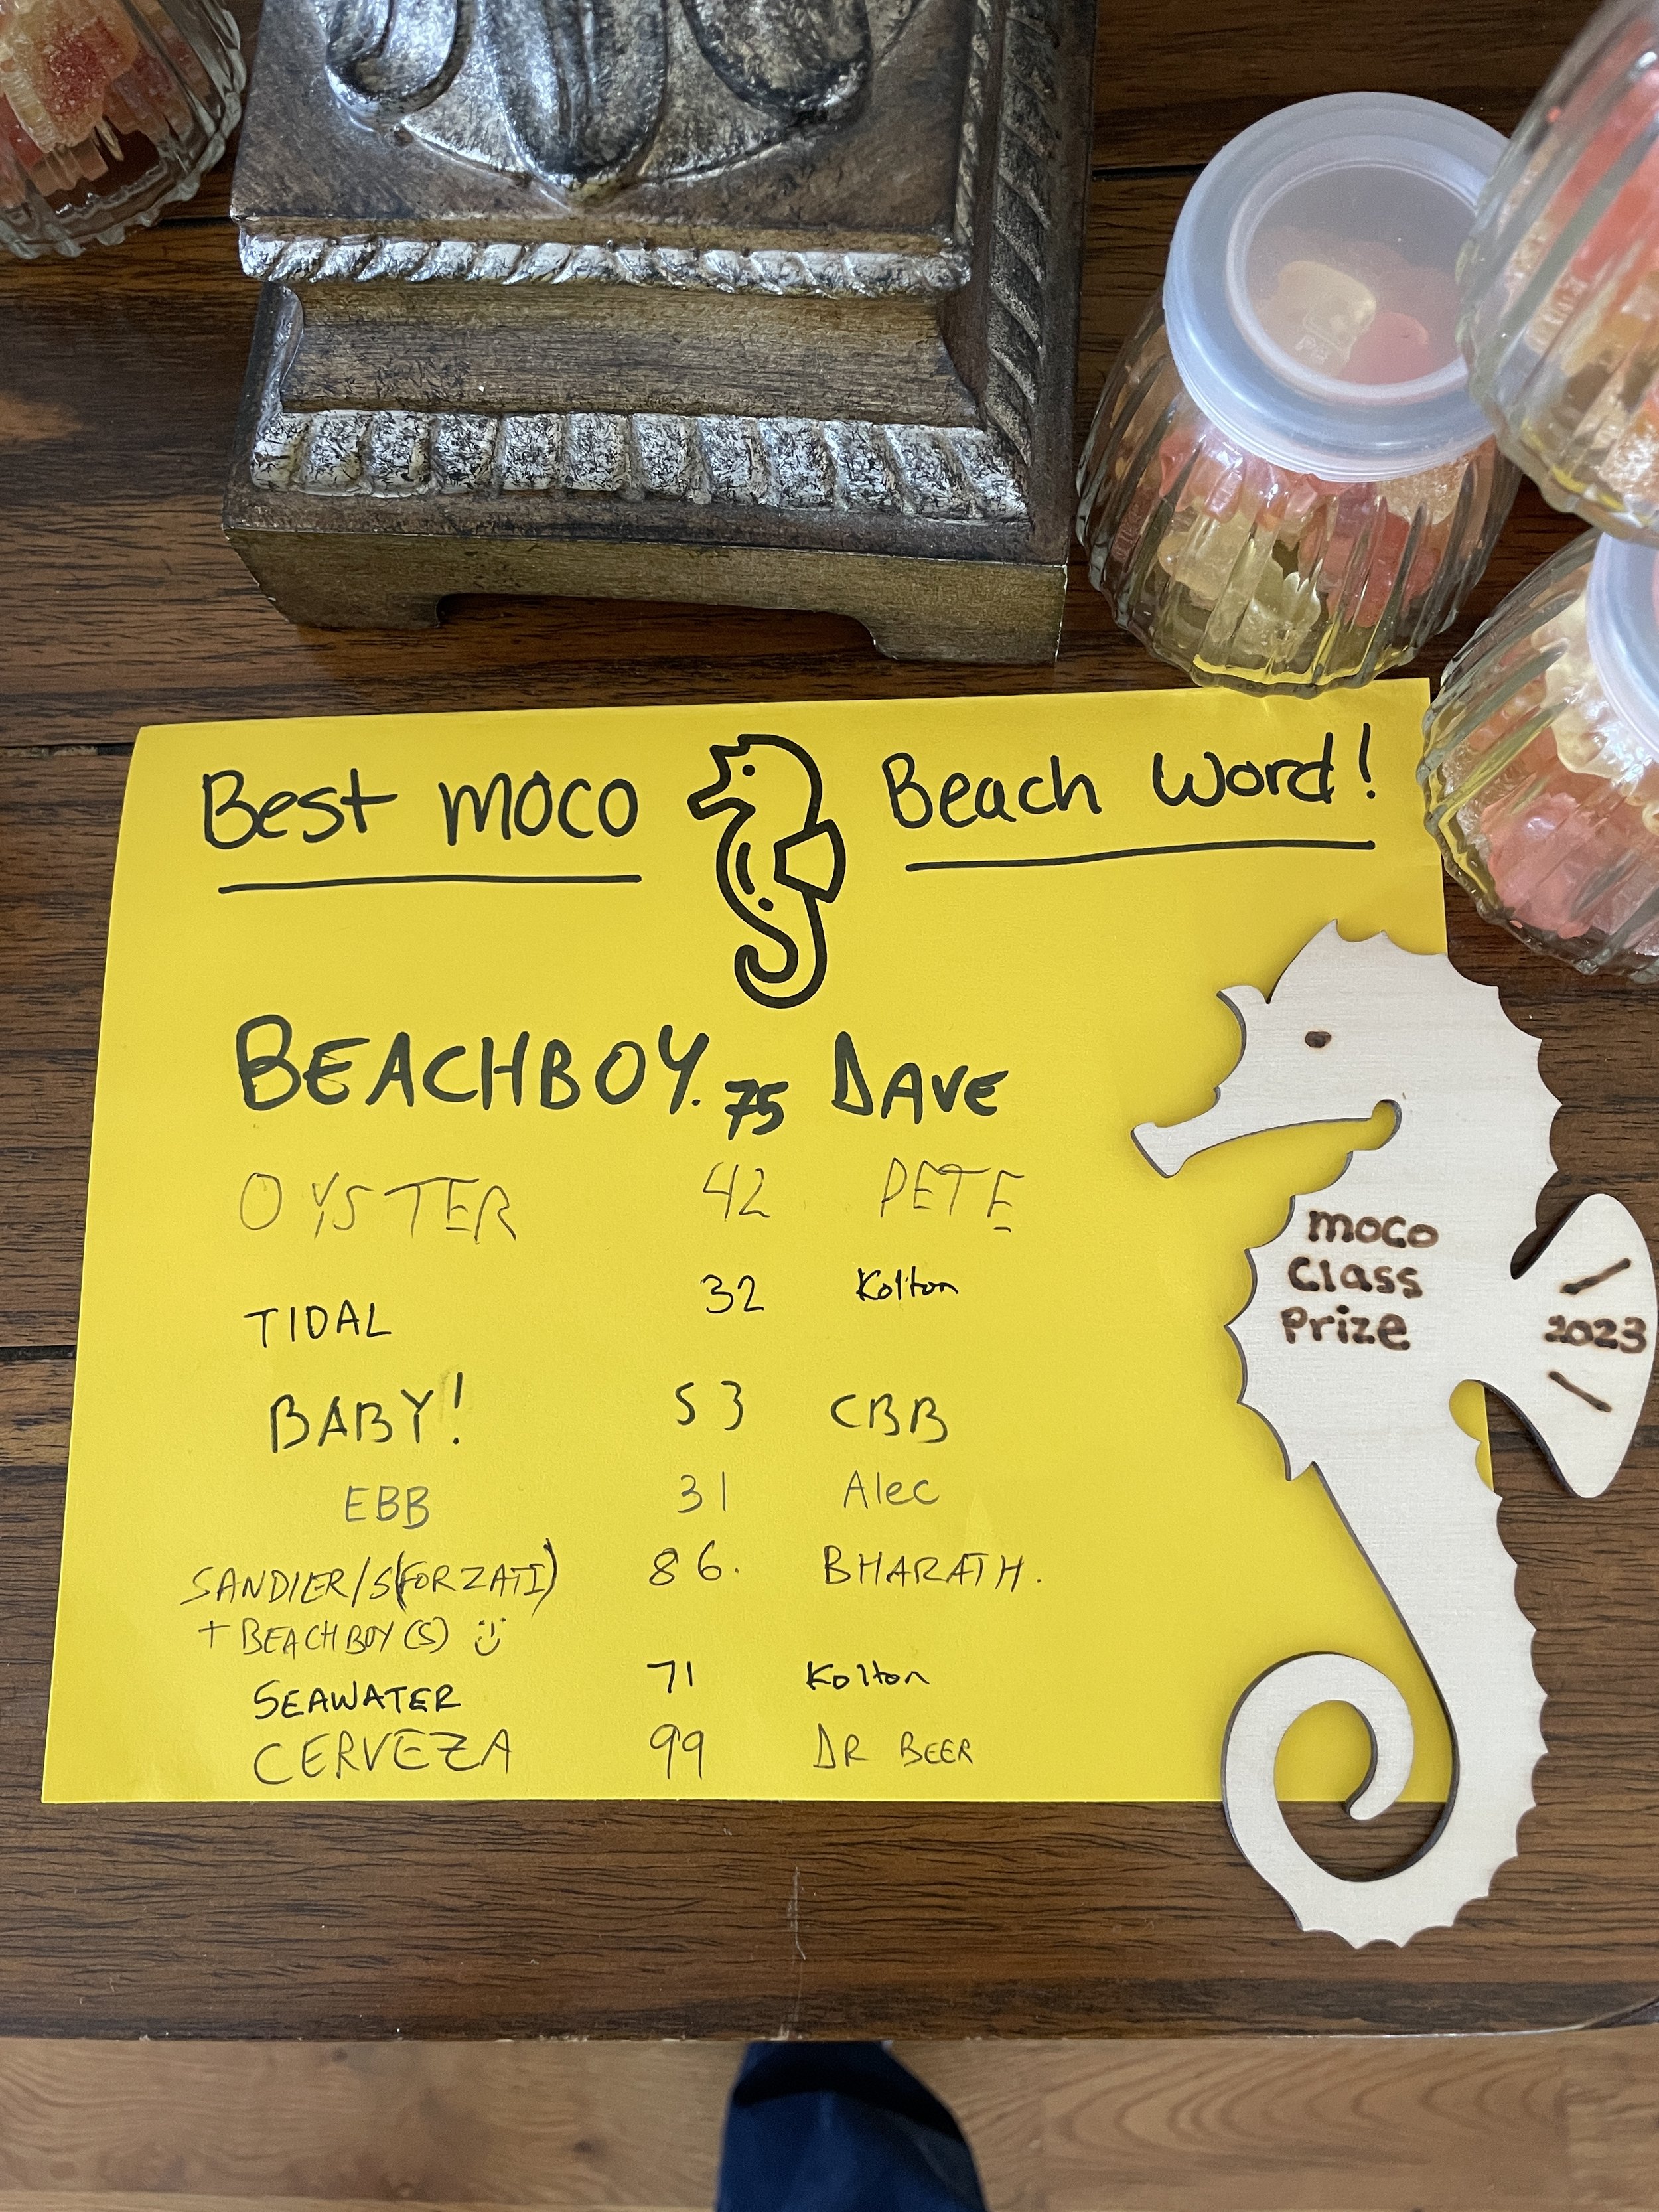 Best moco Beach Word!
BEACHBOY. 75 DAVE
OYSTER 42 PETE
TIDAL 32 Kolton
BABY! 53 CBB
EBB 31 Alec
SANDIER/S(FORZATI) 86. BHARATH.
+ BEACHBOY(S)
SEAWATER 71 Kolton
CERVEZA 99 DR BEER
moco
Class
Prize
2023